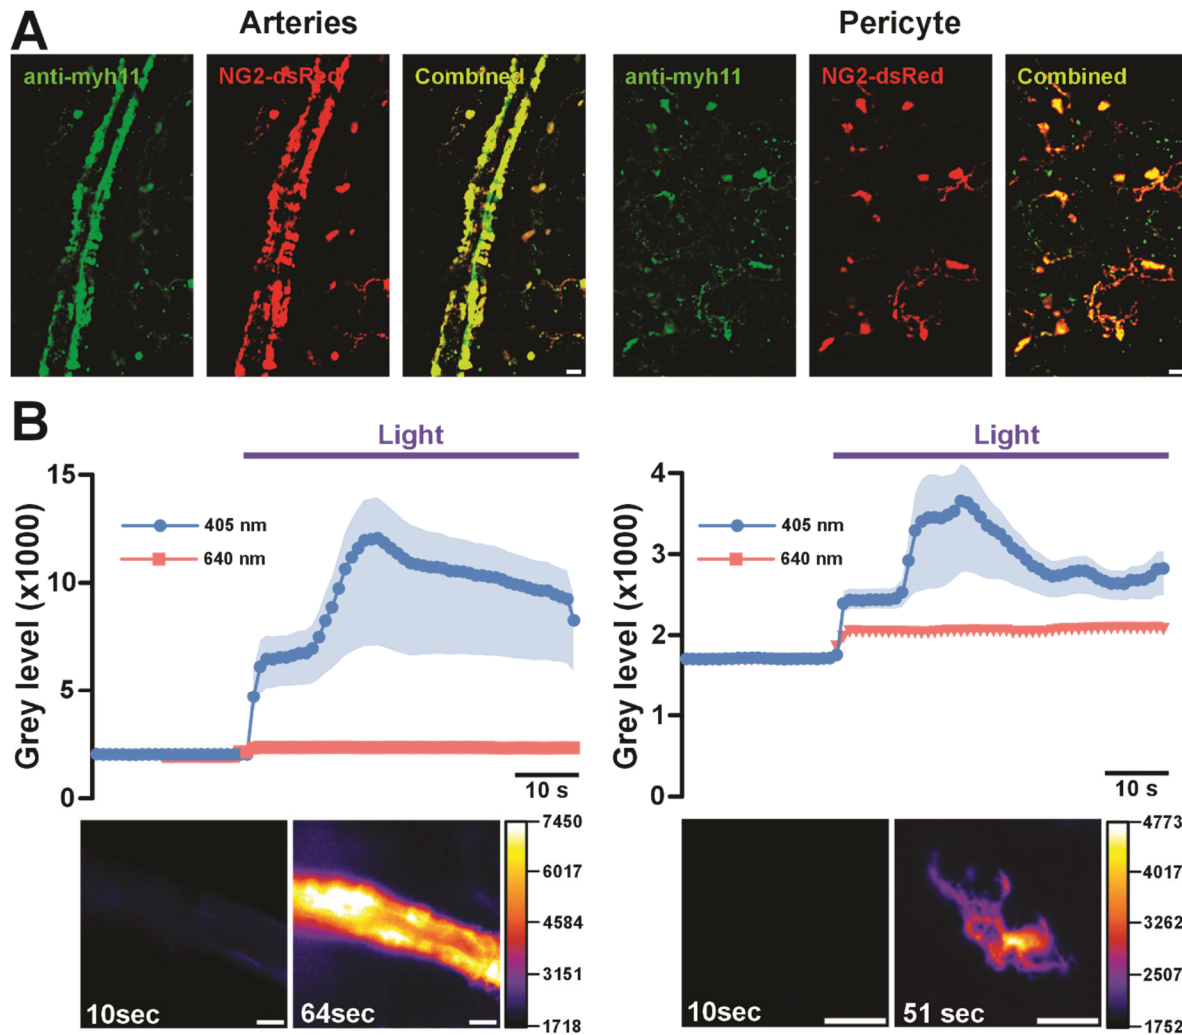 A
Arteries
Pericyte
anti-myh11
NG2-dsRed
Combined
anti-myh11
NG2-dsRed
Combined
B
Light
Grey level (x1000)
15
10
5
0
405 nm
640 nm
10 s
Light
Grey level (x1000)
4
3
2
1
0
405 nm
640 nm
10 s
10sec
64sec
7450
6017
4584
3151
1718
10sec
51 sec
4773
4017
3262
2507
1752